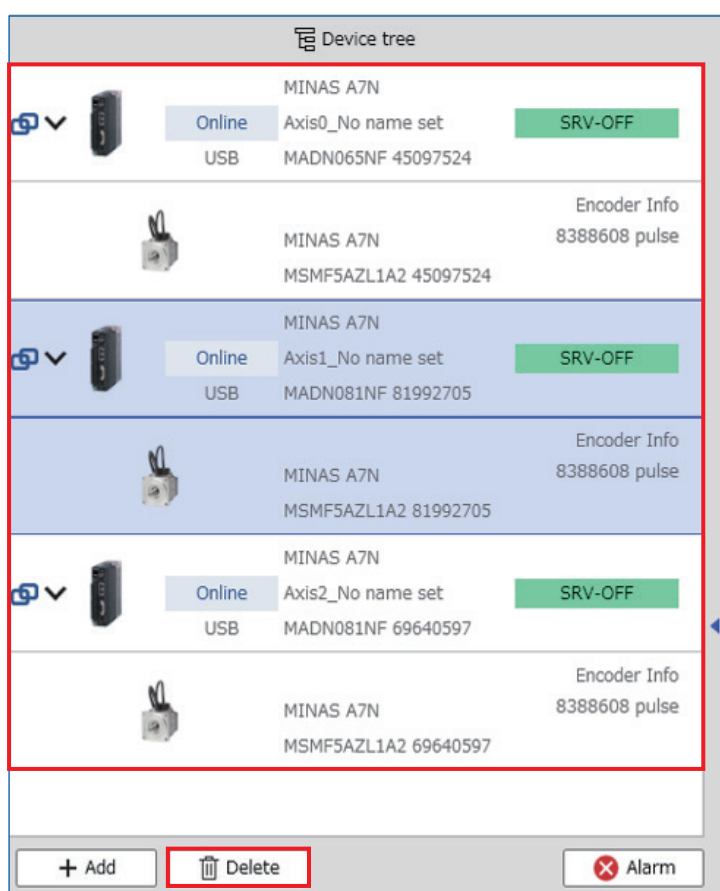 Device tree
MINAS A7N
Online Axis0_No name set SRV-OFF
USB MADN065NF 45097524
Encoder Info
MINAS A7N 8388608 pulse
MSMF5AZL1A2 45097524
MINAS A7N
Online Axis1_No name set SRV-OFF
USB MADN081NF 81992705
Encoder Info
MINAS A7N 8388608 pulse
MSMF5AZL1A2 81992705
MINAS A7N
Online Axis2_No name set SRV-OFF
USB MADN081NF 69640597
Encoder Info
MINAS A7N 8388608 pulse
MSMF5AZL1A2 69640597
+ Add Delete Alarm